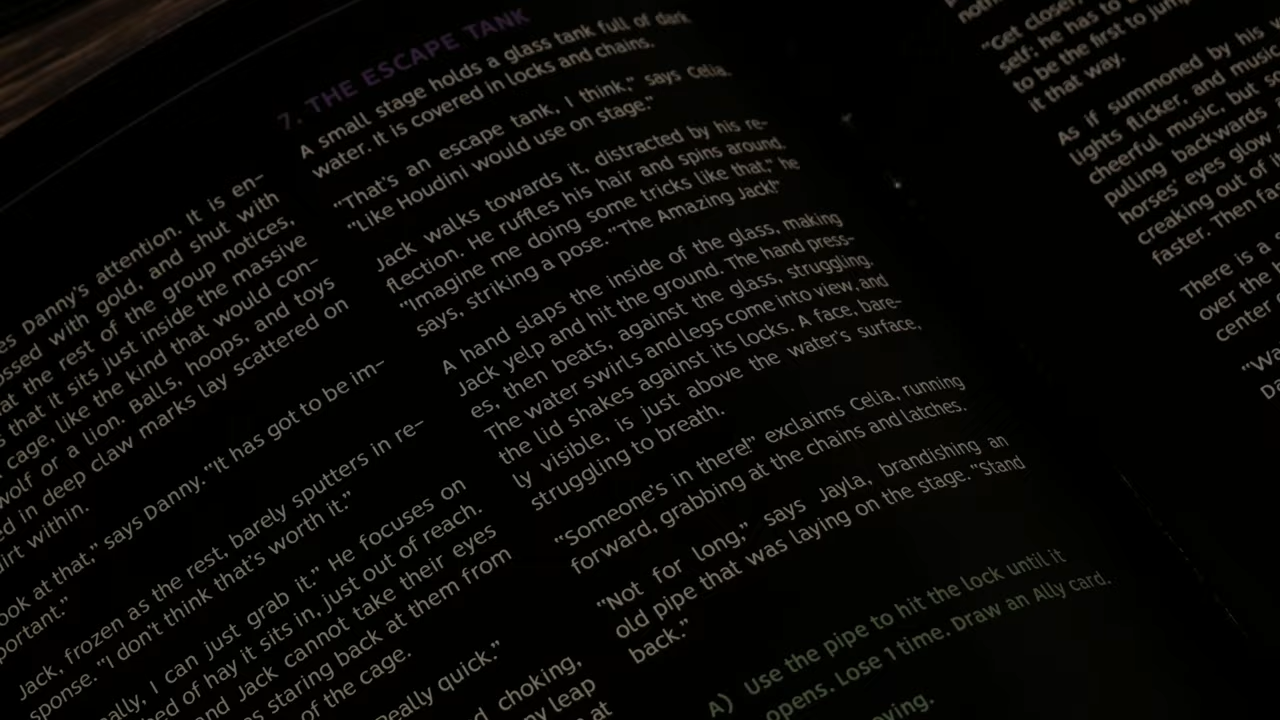 es Danny's attention. It is en-
ossed with gold, and shut with
at the rest of the group notices,
s that it sits just inside the massive
cage, like the kind that would con-
wolf or a lion. Balls, hoops, and toys
ed in deep claw marks lay scattered on
irt within.
ook at that," says Danny. "It has got to be im-
portant."
Jack, frozen as the rest, barely sputters in re-
sponse. "I don't think that's worth it."
ally, I can just grab it." He focuses on
ed of hay it sits in, just out of reach.
and Jack cannot take their eyes
s staring back at them from
of the cage.
really quick."
d choking,
ny leap
at
7. THE ESCAPE TANK
A small stage holds a glass tank full of dark
water. It is covered in locks and chains.
"That's an escape tank, I think," says Celia.
"Like Houdini would use on stage."
Jack walks towards it, distracted by his re-
flection. He ruffles his hair and spins around.
"Imagine me doing some tricks like that," he
says, striking a pose. "The Amazing Jack!"
A hand slaps the inside of the glass, making
Jack yelp and hit the ground. The hand press-
es, then beats, against the glass, struggling.
The water swirls and legs come into view, and
the lid shakes against its locks. A face, bare-
ly visible, is just above the water's surface,
struggling to breath.
"Someone's in there!" exclaims Celia, running
forward, grabbing at the chains and latches.
"Not for long," says Jayla, brandishing an
old pipe that was laying on the stage. "Stand
back."
A) Use the pipe to hit the lock until it
opens. Lose 1 time. Draw an Ally card.
"Get closer,
self: he has to
to be the first to jump
it that way.
As if summoned by his
lights flicker, and music
cheerful music, but
pulling backwards
horses' eyes glow
creaking out of
faster. Then
There is a
over the
center